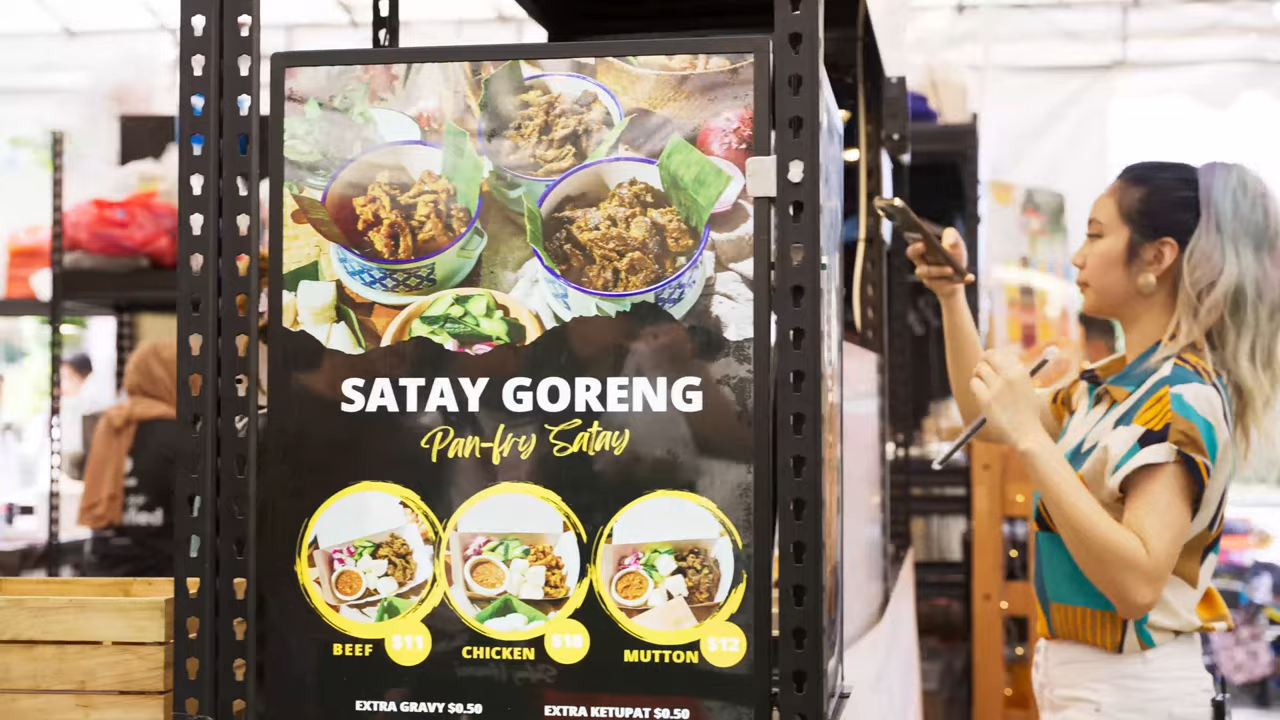 SATAY GORENG
Pan-fry Satay
BEEF $11
CHICKEN $10
MUTTON $12
EXTRA GRAVY $0.50
EXTRA KETUPAT $0.50